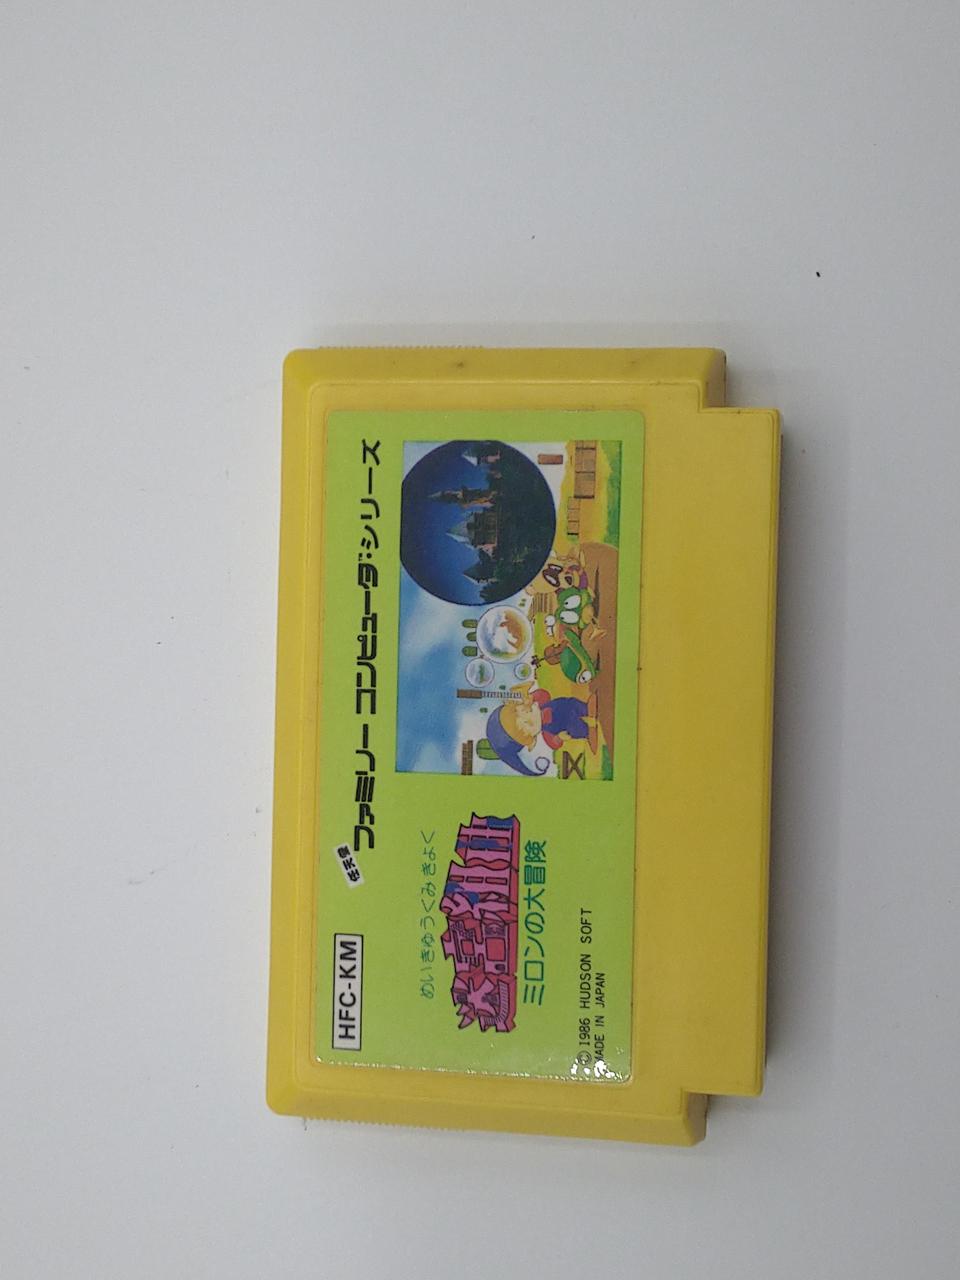 HFC-KM
任天堂
ファミリー コンピュータ・シリーズ
めいきゅうくみきょく
迷宮組曲
ミロンの大冒険
©1986 HUDSON SOFT
MADE IN JAPAN